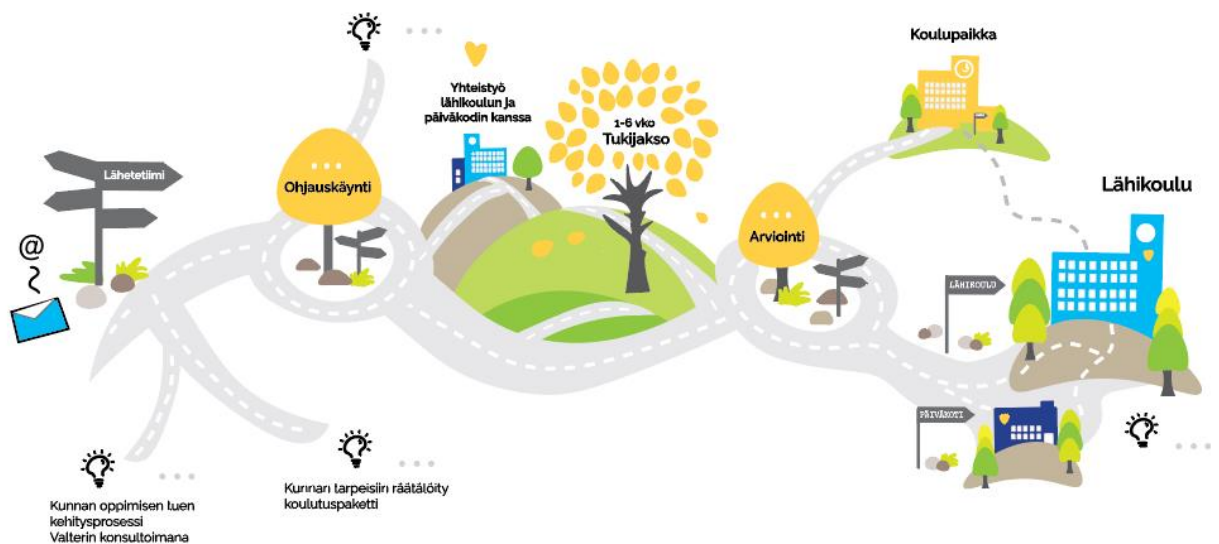 Lähetetiimi
@
Ohjauskäynti
Yhteistyö
lähikoulun ja
päiväkodin kanssa
1-6 vko
Tukijakso
Arviointi
Koulupaikka
Lähikoulu
LÄHIKOULU
PÄIVÄKOTI
Kunnan oppimisen tuen
kehitysprosessi
Valterin konsultoimana
Kunnan tarpeisiin räätälöity
koulutuspaketti